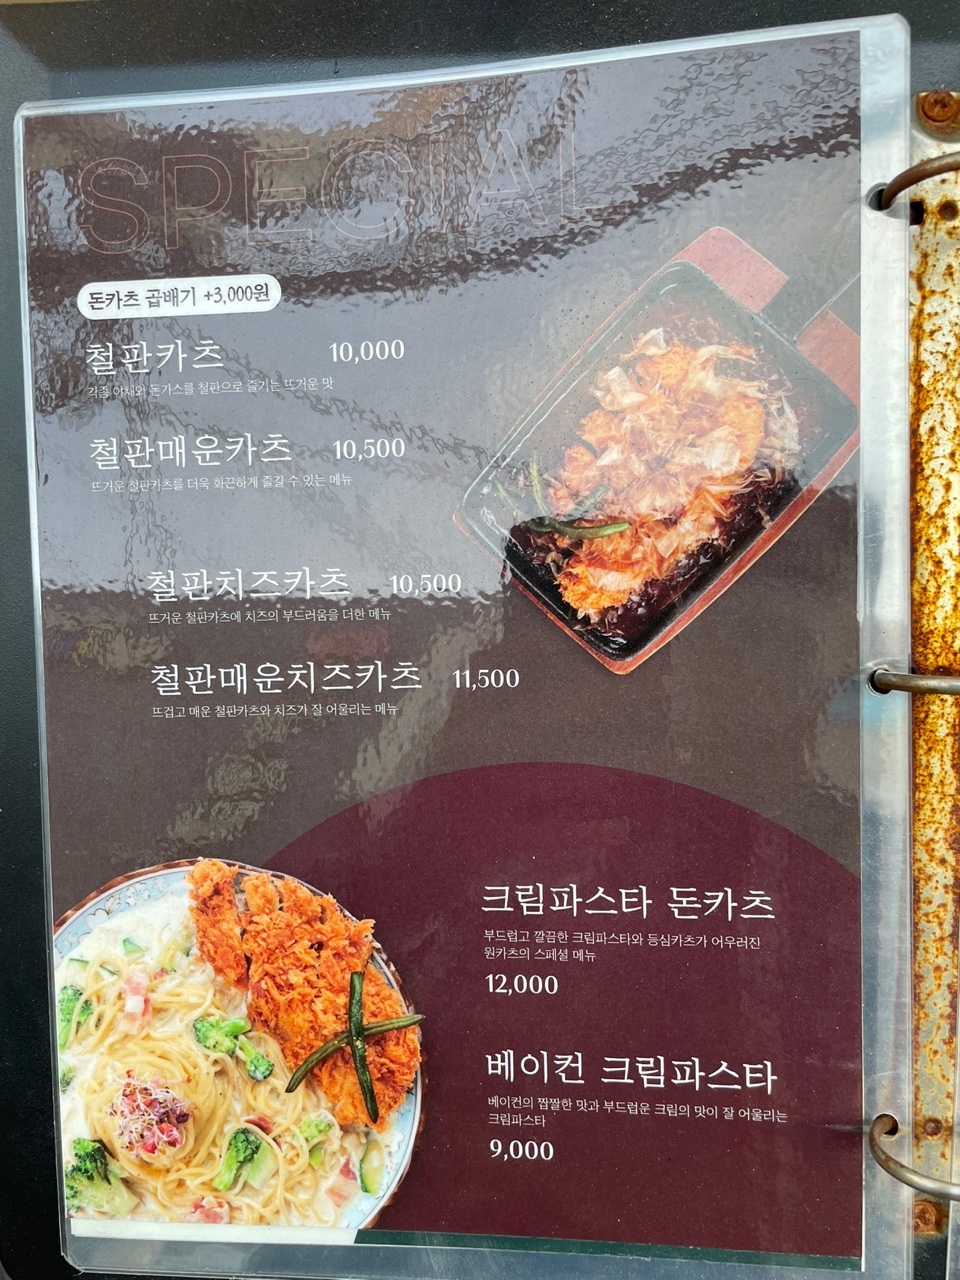 SPECIAL
돈카츠 곱배기 +3,000원
철판카츠 10,000
각종 야채와 돈가스를 철판으로 즐기는 뜨거운 맛
철판매운카츠 10,500
뜨거운 철판카츠를 더욱 화끈하게 즐길 수 있는 메뉴
철판치즈카츠 10,500
뜨거운 철판카츠에 치즈의 부드러움을 더한 메뉴
철판매운치즈카츠 11,500
뜨겁고 매운 철판카츠와 치즈가 잘 어울리는 메뉴
크림파스타 돈카츠
부드럽고 깔끔한 크림파스타와 등심카츠가 어우러진
원카츠의 스페셜 메뉴
12,000
베이컨 크림파스타
베이컨의 짭짤한 맛과 부드럽운 크림의 맛이 잘 어울리는
크림파스타
9,000